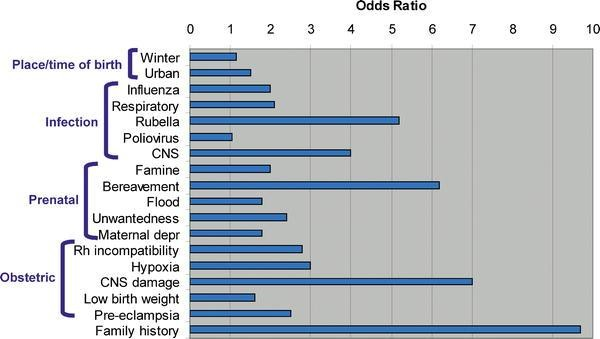 Odds Ratio
0 1 2 3 4 5 6 7 8 9 10
Place/time of birth
Winter
Urban
Infection
Influenza
Respiratory
Rubella
Poliovirus
CNS
Prenatal
Famine
Bereavement
Flood
Unwantedness
Maternal depr
Obstetric
Rh incompatibility
Hypoxia
CNS damage
Low birth weight
Pre-eclampsia
Family history